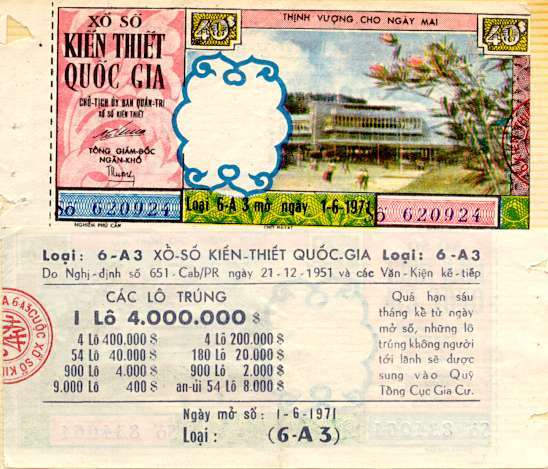 XỔ SỐ
KIẾN THIẾT
QUỐC GIA
CHỦ-TỊCH ỦY BAN QUẢN-TRỊ
XỔ SỐ KIẾN THIẾT
TỔNG GIÁM-ĐỐC
NGÂN-KHỐ
40$
THỊNH VƯỢNG CHO NGÀY MAI
40$
SỐ 620924
Loại 6-A 3 mở ngày 1-6-1971
SỐ 620924
NGHIÊM PHÚ CẦN
Loại: 6-A3 XỔ-SỐ KIẾN-THIẾT QUỐC-GIA Loại: 6-A3
Do Nghị-định số 651-Cab/PR ngày 21-12-1951 và các Văn-Kiện kế-tiếp
CÁC LÔ TRÚNG
1 Lô 4.000.000 $
4 Lô 400.000 $ 4 Lô 200.000 $
54 Lô 40.000 $ 180 Lô 20.000 $
900 Lô 4.000 $ 900 Lô 2.000 $
9.000 Lô 400 $ an-ủi 54 Lô 8.000 $
Quá hạn sáu
tháng kể từ ngày
mở số, những lô
trúng không người
tới lãnh sẽ được
sung vào Quỹ
Tổng Cục Gia Cư.
Ngày mở số: 1-6-1971
Loại: (6-A 3)